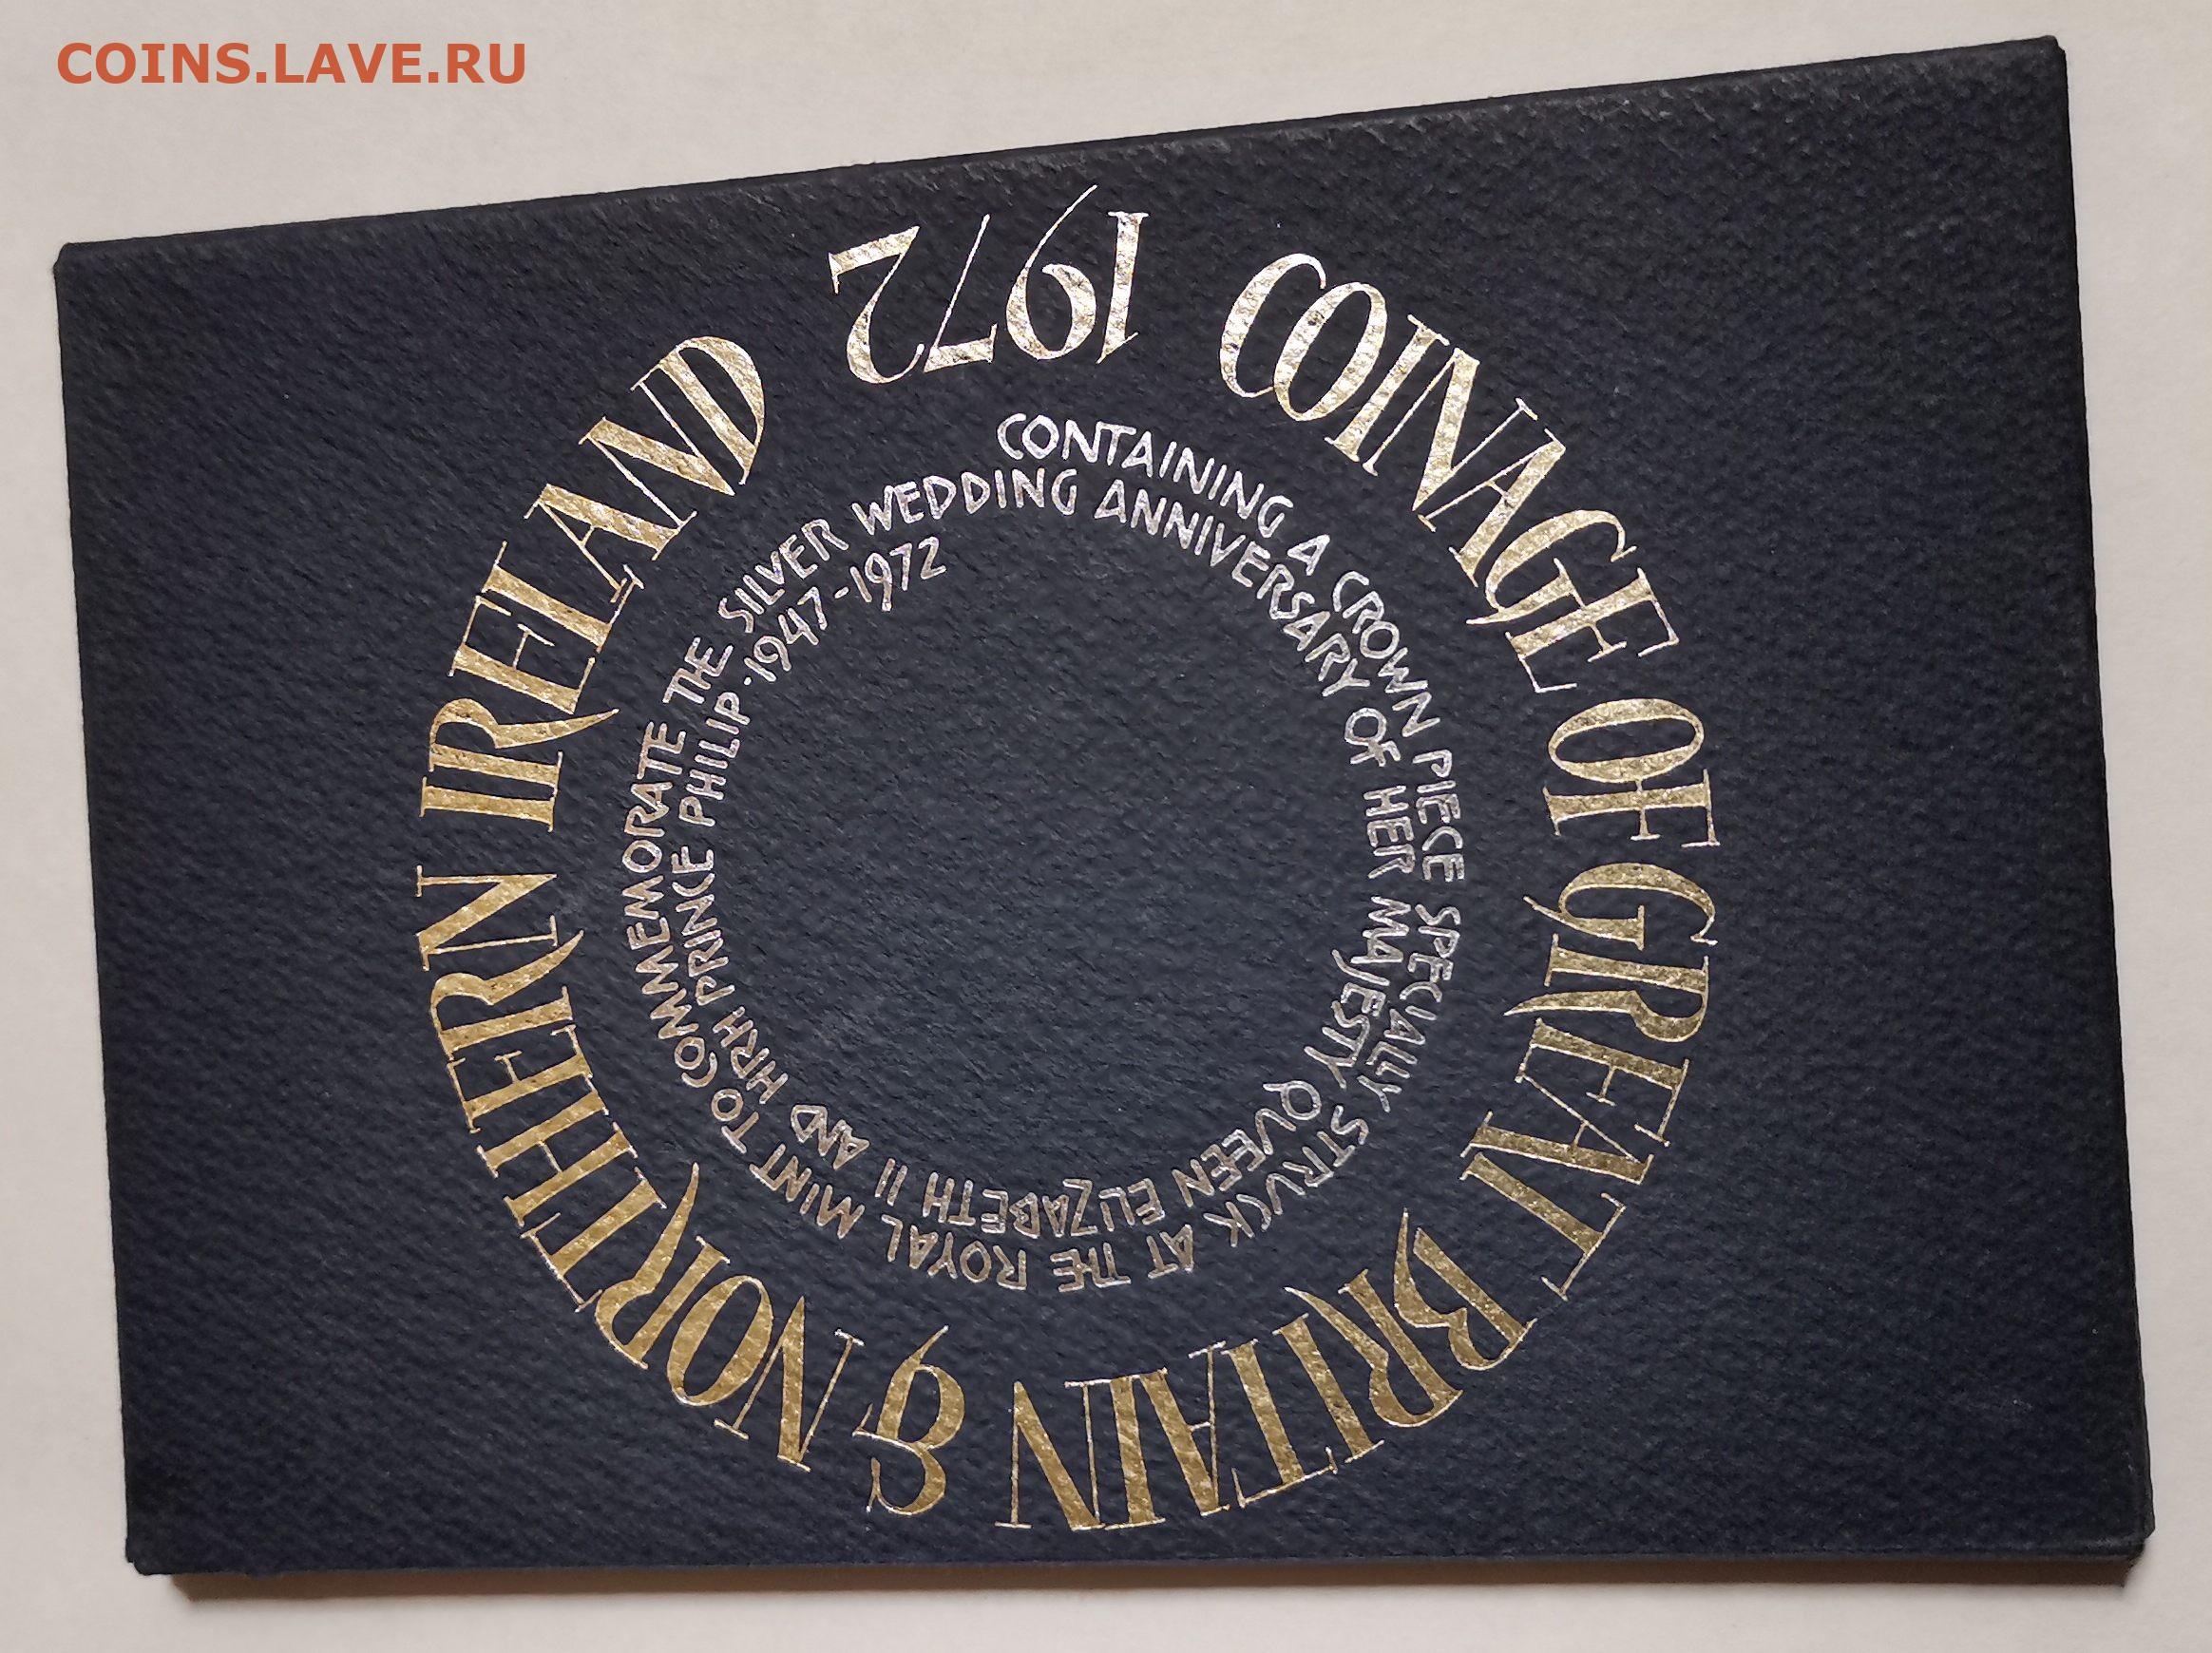 COINS.LAVE.RU
COINAGE OF GREAT BRITAIN & NORTHERN IRELAND 1972
CONTAINING A CROWN PIECE SPECIALLY STRUCK AT THE ROYAL MINT TO COMMEMORATE THE SILVER WEDDING ANNIVERSARY OF HER MAJESTY QUEEN ELIZABETH II AND HRH PRINCE PHILIP · 1947-1972